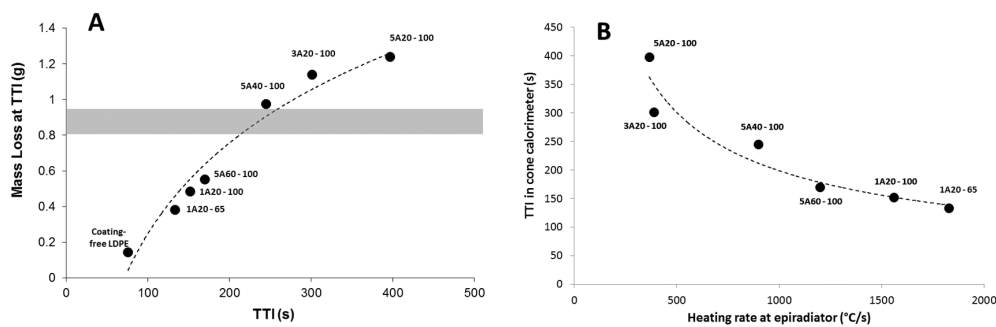 A
Mass Loss at TTI (g)
1.4
1.2
1
0.8
0.6
0.4
0.2
0
0
100
200
300
400
500
TTI (s)
5A20 - 100
3A20 - 100
5A40 - 100
5A60 - 100
1A20 - 100
1A20 - 65
Coating-
free LDPE
B
TTI in cone calorimeter (s)
450
400
350
300
250
200
150
100
50
0
0
500
1000
1500
2000
Heating rate at epiradiator (°C/s)
5A20 - 100
3A20 - 100
5A40 - 100
5A60 - 100
1A20 - 100
1A20 - 65